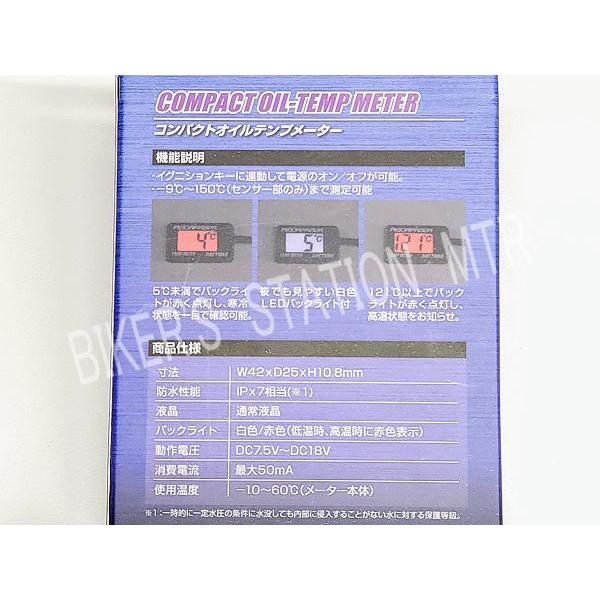 COMPACT OIL-TEMP METER
コンパクトオイルテンプメーター
機能説明
・イグニションキーに連動して電源のオン／オフが可能。
・−9℃〜150℃(センサー部のみ)まで測定可能
4℃
5℃
121℃
TEMP METER DAYTONA
5℃未満でバックライトが赤く点灯し、寒冷状態を一目で確認可能。
夜でも見やすい白色LEDバックライト付
121℃以上でバックライトが赤く点灯し、高温状態をお知らせ。
商品仕様
寸法 W42xD25xH10.8mm
防水性能 IPx7相当(※1)
液晶 通常液晶
バックライト 白色/赤色(低温時、高温時に赤色表示)
動作電圧 DC7.5V〜DC18V
消費電流 最大50mA
使用温度 −10〜60℃(メーター本体)
※1：一時的に一定水圧の条件に水没しても内部に浸入することがない水に対する保護等級。
BIKER'S STATION MTR